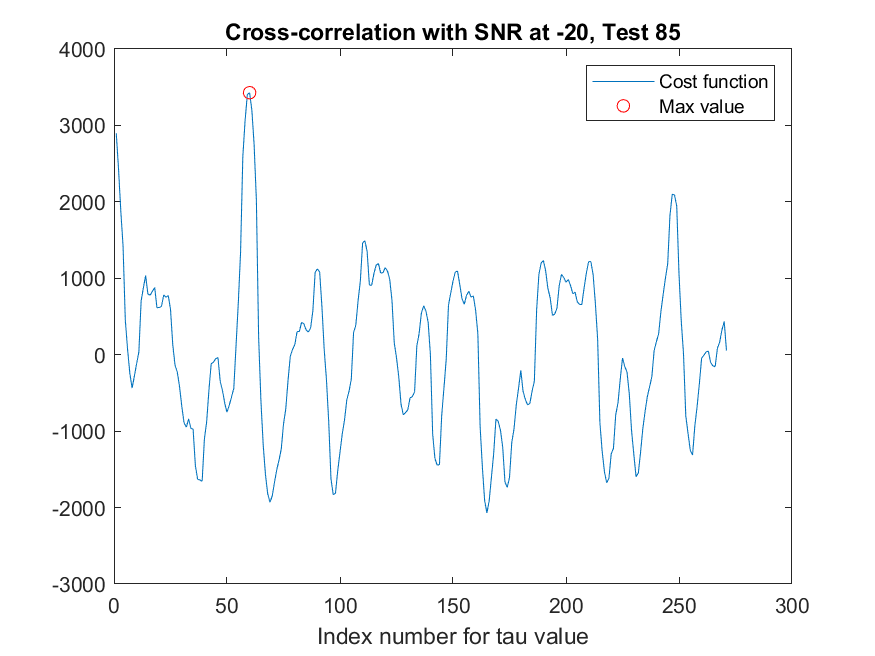 Cross-correlation with SNR at -20, Test 85
4000
3000
2000
1000
0
-1000
-2000
-3000
0 50 100 150 200 250 300
Index number for tau value
Cost function
Max value